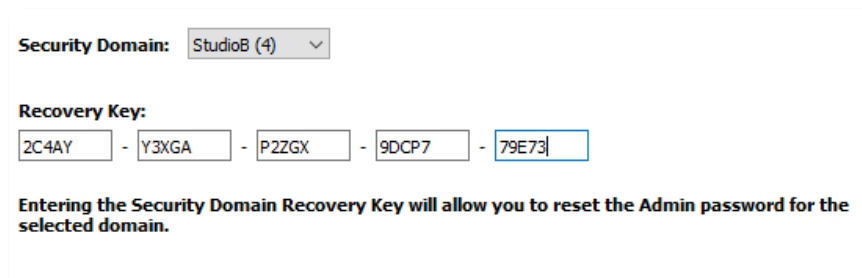 Security Domain: StudioB (4)
Recovery Key:
2C4AY - Y3XGA - P2ZGX - 9DCP7 - 79E73
Entering the Security Domain Recovery Key will allow you to reset the Admin password for the
selected domain.